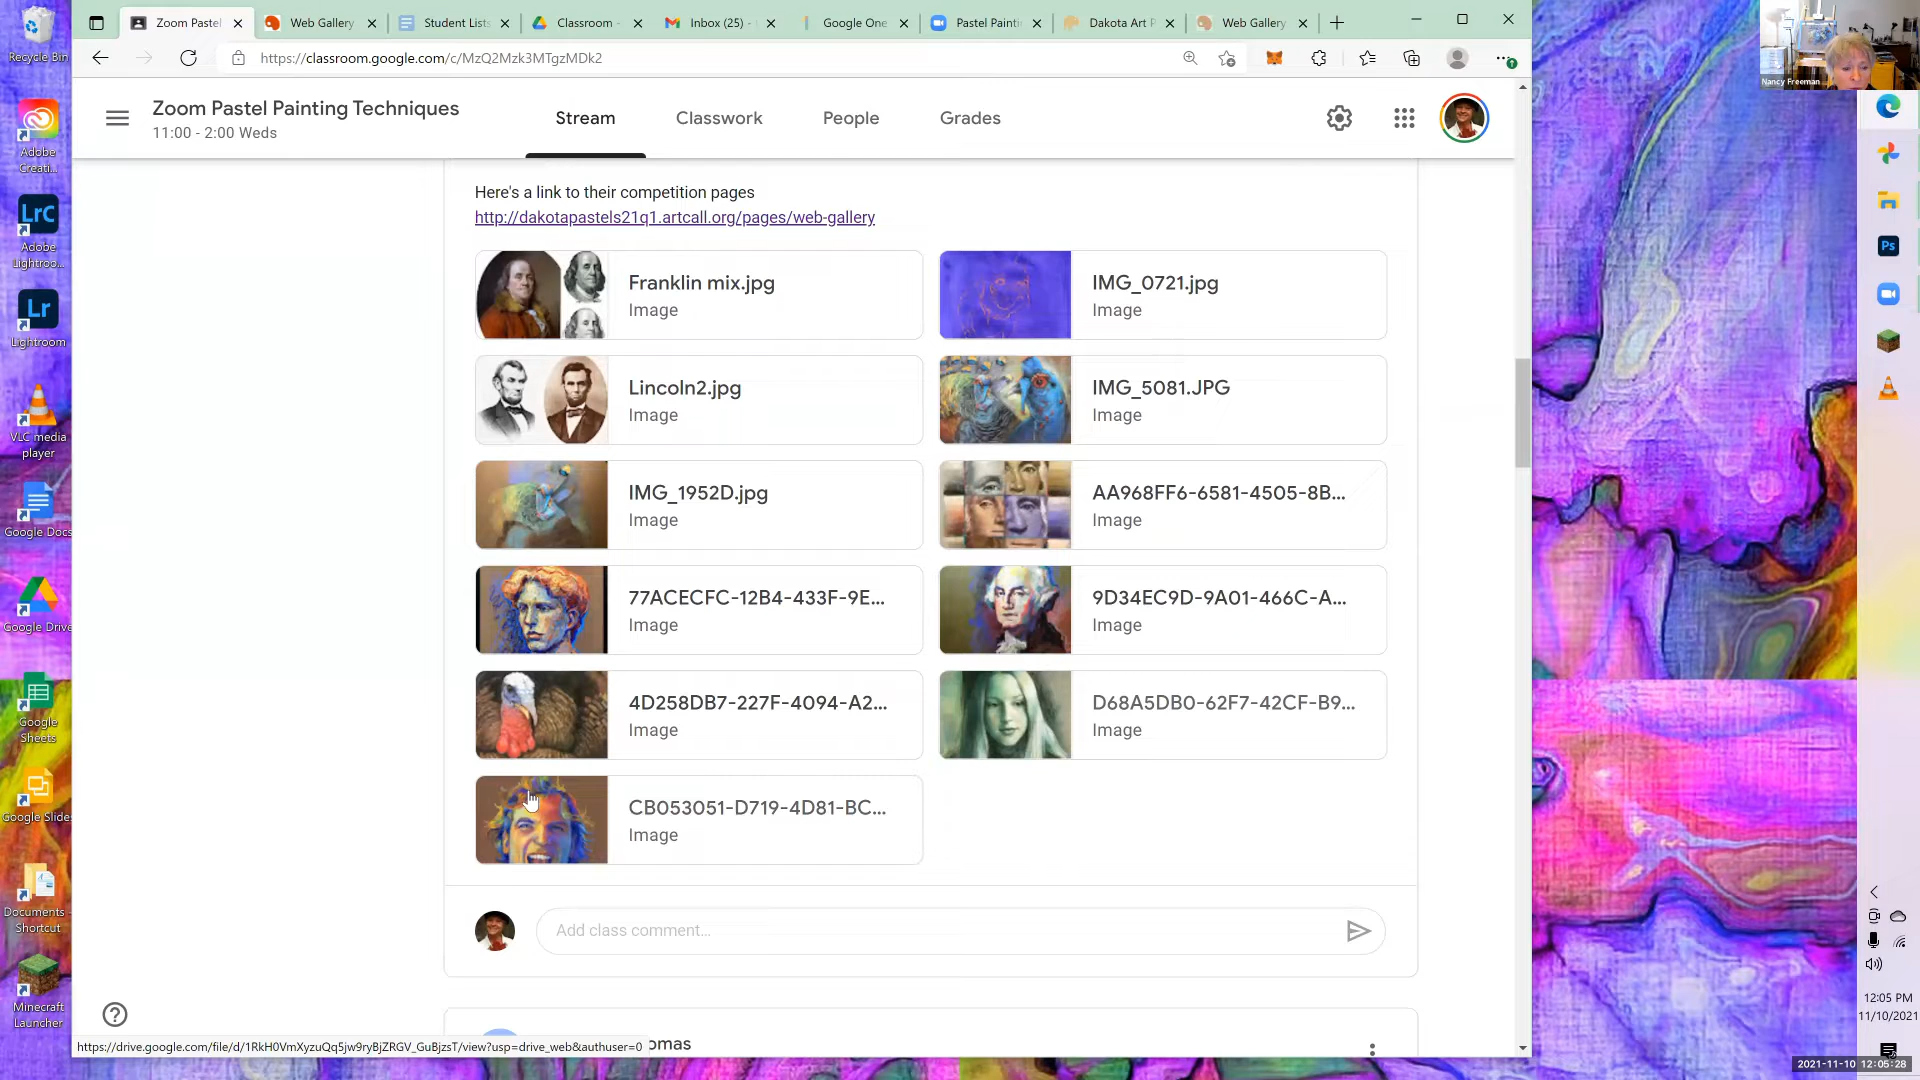 Recycle Bin
Adobe
Creati...
Adobe
Lightroo...
Lightroom
VLC media
player
Google Docs
Google Drive
Google
Sheets
Google Slides
Documents -
Shortcut
Minecraft
Launcher
Zoom Pastel
Web Gallery
Student Lists
Classroom -
Inbox (25) -
Google One
Pastel Painti
Dakota Art P
Web Gallery
https://classroom.google.com/c/MzQ2Mzk3MTgzMDk2
Zoom Pastel Painting Techniques
11:00 - 2:00 Weds
Stream
Classwork
People
Grades
Here's a link to their competition pages
http://dakotapastels21q1.artcall.org/pages/web-gallery
Franklin mix.jpg
Image
IMG_0721.jpg
Image
Lincoln2.jpg
Image
IMG_5081.JPG
Image
IMG_1952D.jpg
Image
AA968FF6-6581-4505-8B...
Image
77ACECFC-12B4-433F-9E...
Image
9D34EC9D-9A01-466C-A...
Image
4D258DB7-227F-4094-A2...
Image
D68A5DB0-62F7-42CF-B9...
Image
CB053051-D719-4D81-BC...
Image
Add class comment...
omas
https://drive.google.com/file/d/1RkH0VmXyzuQq5jw9ryBjZRGV_GuBjzsT/view?usp=drive_web&authuser=0
Nancy Freeman
Ps
LrC
Lr
12:05 PM
11/10/2021
2021-11-10 12:05:28